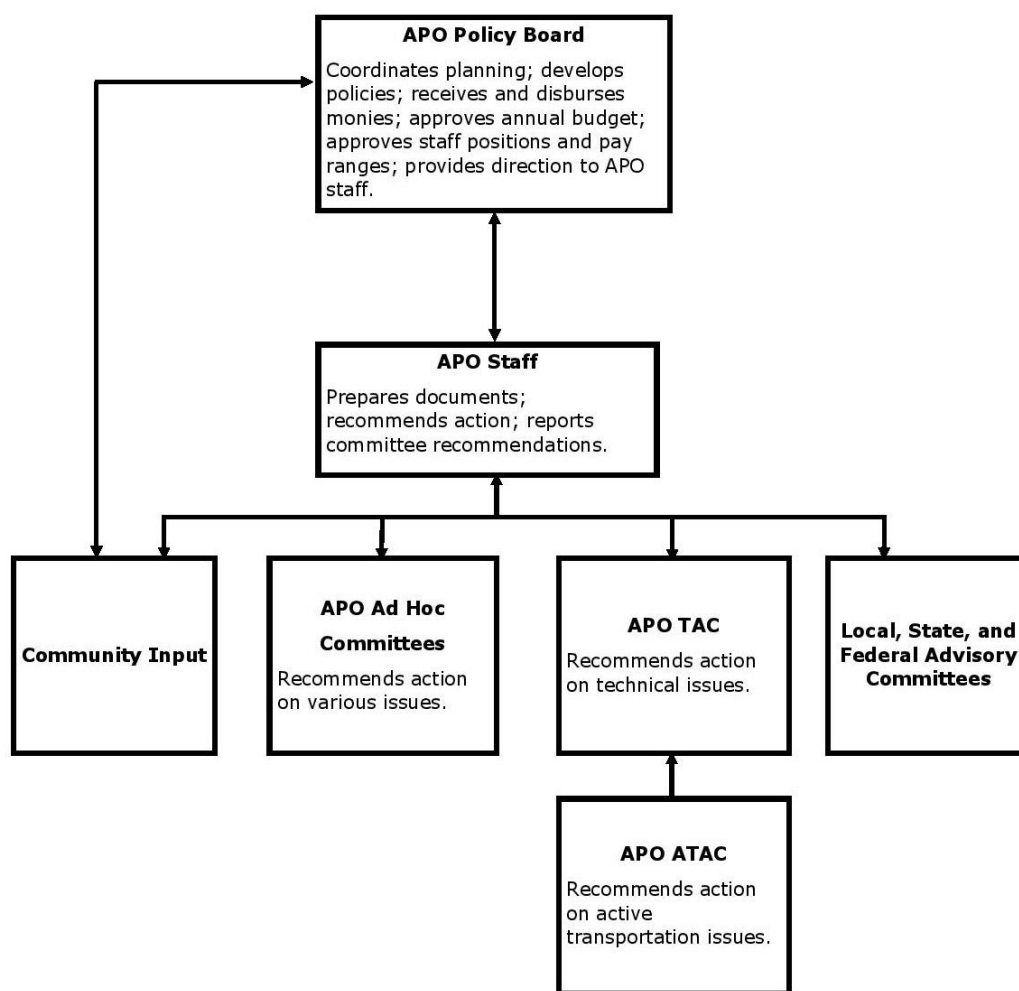 APO Policy Board
Coordinates planning; develops
policies; receives and disburses
monies; approves annual budget;
approves staff positions and pay
ranges; provides direction to APO
staff.
APO Staff
Prepares documents;
recommends action; reports
committee recommendations.
Community Input
APO Ad Hoc
Committees
Recommends action
on various issues.
APO TAC
Recommends action
on technical issues.
Local, State, and
Federal Advisory
Committees
APO ATAC
Recommends action
on active
transportation issues.